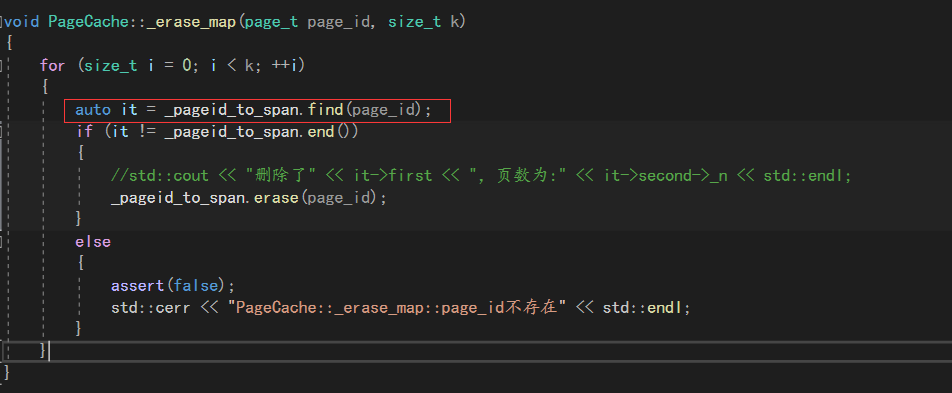 void PageCache::_erase_map(page_t page_id, size_t k)
{
for (size_t i = 0; i < k; ++i)
{
auto it = _pageid_to_span.find(page_id);
if (it != _pageid_to_span.end())
{
//std::cout << "删除了" << it->first << ", 页数为:" << it->second->_n << std::endl;
_pageid_to_span.erase(page_id);
}
else
{
assert(false);
std::cerr << "PageCache::_erase_map::page_id不存在" << std::endl;
}
}
}